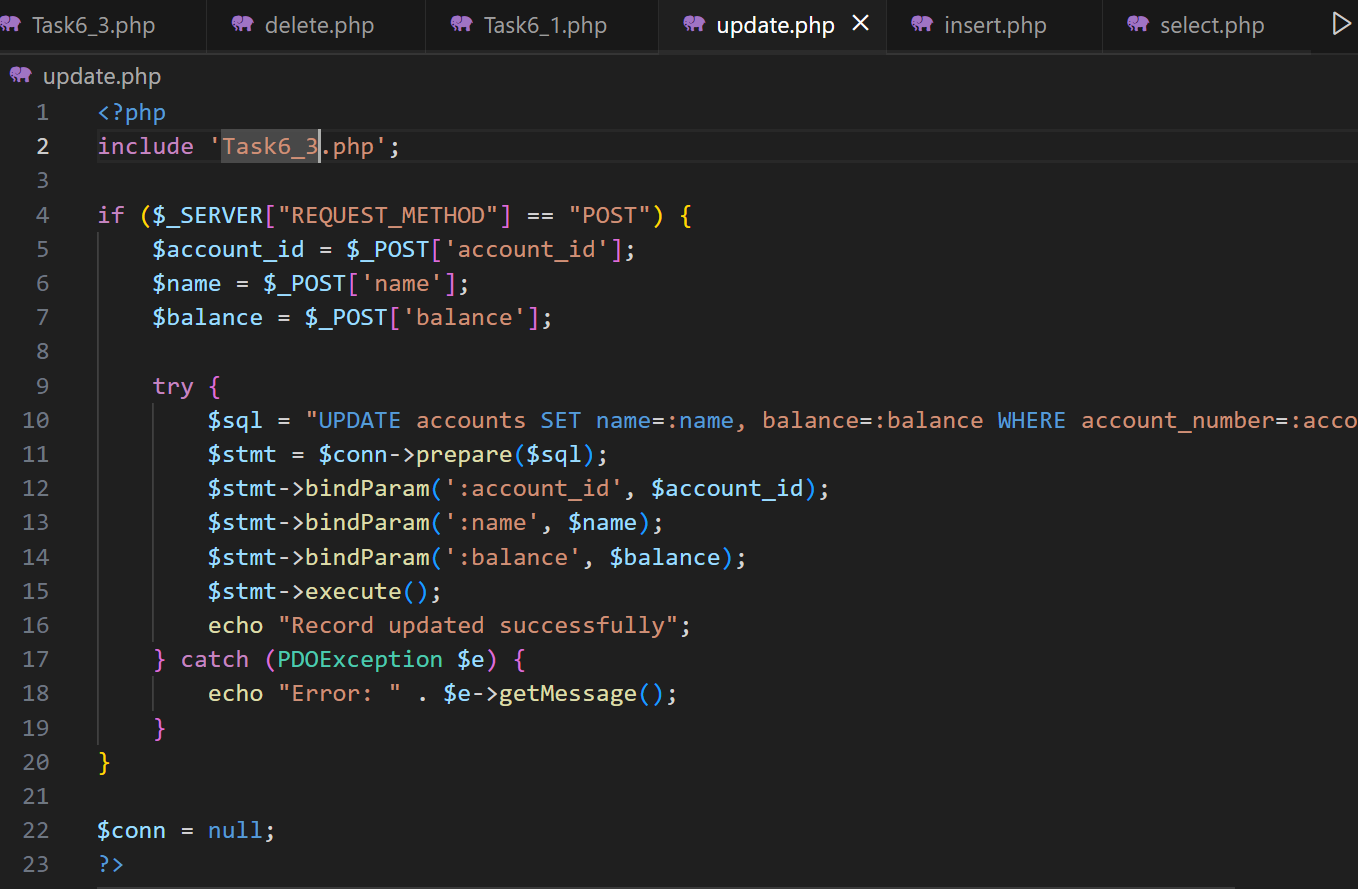 Task6_3.php delete.php Task6_1.php update.php insert.php select.php
update.php
1 <?php
2 include 'Task6_3.php';
3
4 if ($_SERVER["REQUEST_METHOD"] == "POST") {
5     $account_id = $_POST['account_id'];
6     $name = $_POST['name'];
7     $balance = $_POST['balance'];
8
9     try {
10         $sql = "UPDATE accounts SET name=:name, balance=:balance WHERE account_number=:acco
11         $stmt = $conn->prepare($sql);
12         $stmt->bindParam(':account_id', $account_id);
13         $stmt->bindParam(':name', $name);
14         $stmt->bindParam(':balance', $balance);
15         $stmt->execute();
16         echo "Record updated successfully";
17     } catch (PDOException $e) {
18         echo "Error: " . $e->getMessage();
19     }
20 }
21
22 $conn = null;
23 ?>